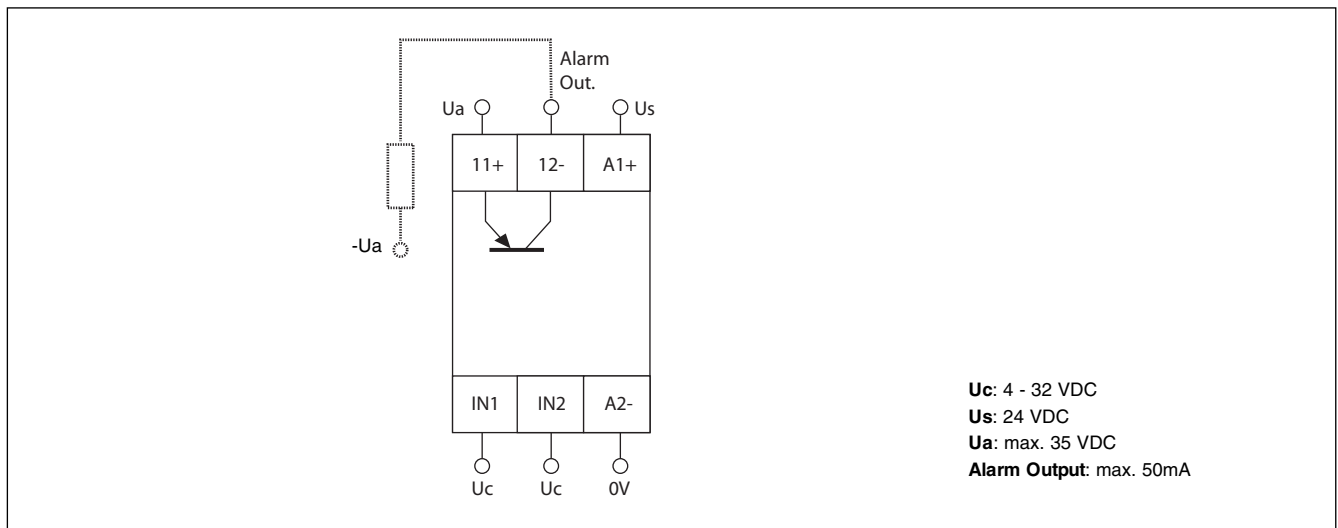 Alarm
Out.
Ua
Us
11+
12-
A1+
-Ua
IN1
IN2
A2-
Uc
Uc
0V
Uc: 4 - 32 VDC
Us: 24 VDC
Ua: max. 35 VDC
Alarm Output: max. 50mA